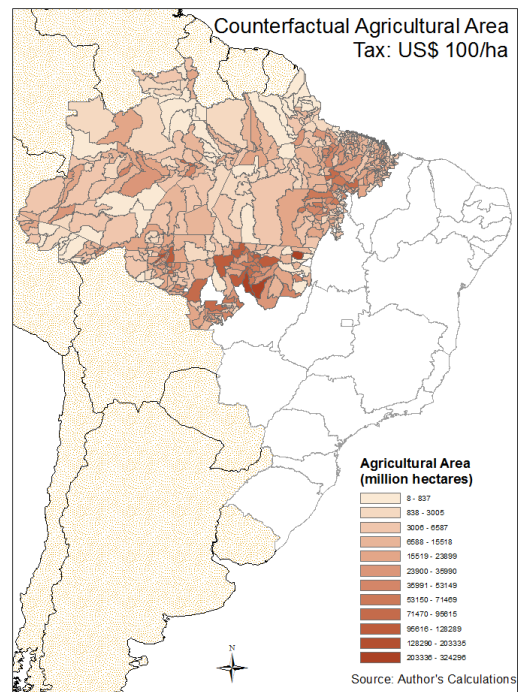 Counterfactual Agricultural Area
Tax: US$ 100/ha
Agricultural Area
(million hectares)
8 - 837
838 - 3005
3006 - 6587
6588 - 15518
15519 - 23899
23900 - 35990
35991 - 53149
53150 - 71469
71470 - 95615
95616 - 128289
128290 - 203335
203336 - 324296
N
Source: Author's Calculations